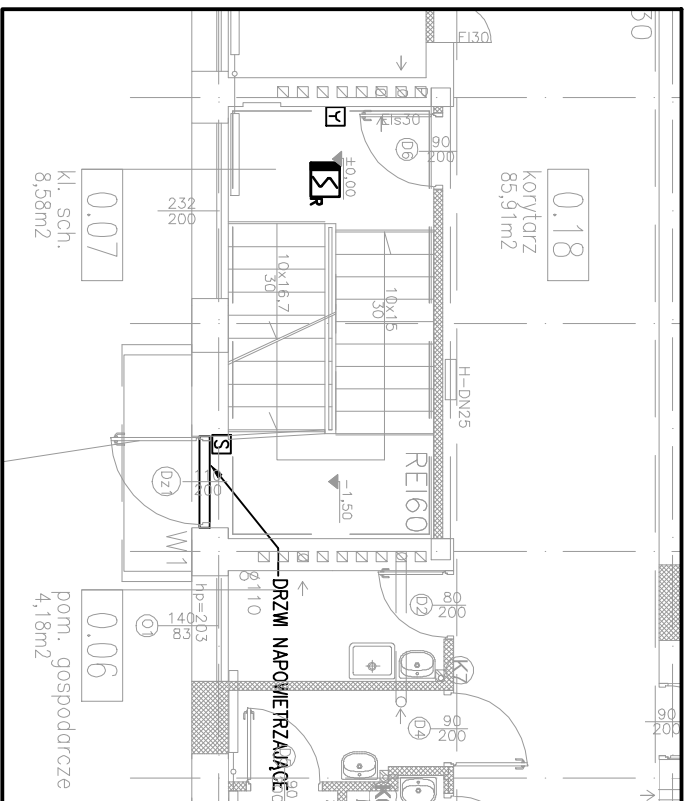 30
EI30
EIs30
Y
D6
90
200
±0,00
R
0.07
kl. sch.
8,58m2
232
200
0.18
korytarz
85,91m2
10x16,7
30
10x15
30
H-DN25
S
Dz1
110
200
-1,50
REI60
W1
DRZWI NAPOWIETRZAJĄCE
hp=203
O1
140
83
0.06
pom. gospodarcze
4,18m2
D2
80
200
D4
90
200
90
200
90